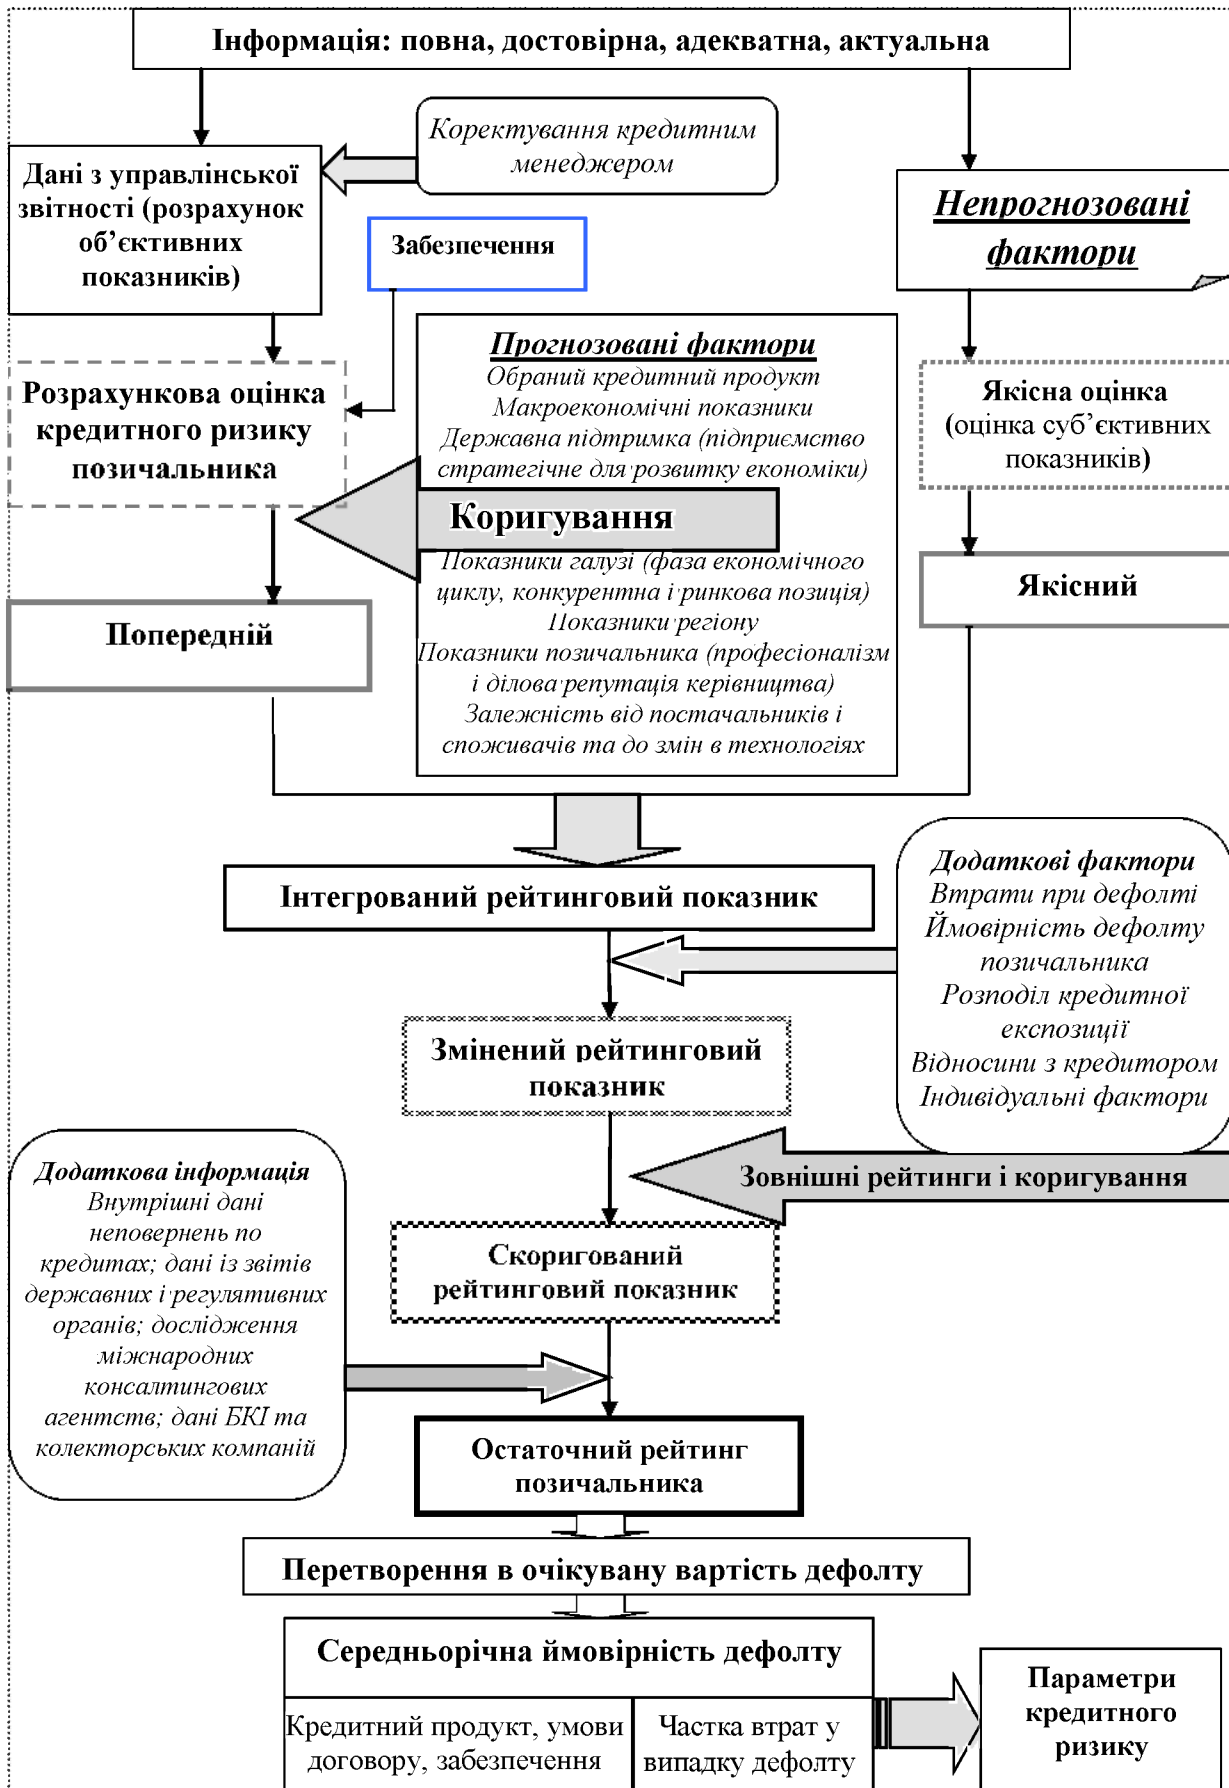 Інформація: повна, достовірна, адекватна, актуальна
Коректування кредитним
менеджером
Дані з управлінської
звітності (розрахунок
об’єктивних
показників)
Забезпечення
Непрогнозовані
фактори
Розрахункова оцінка
кредитного ризику
позичальника
Прогнозовані фактори
Обраний кредитний продукт
Макроекономічні показники
Державна підтримка (підприємство
стратегічне для розвитку економіки)
Коригування
Показники галузі (фаза економічного
циклу, конкурентна і ринкова позиція)
Показники регіону
Показники позичальника (професіоналізм
і ділова репутація керівництва)
Залежність від постачальників і
споживачів та до змін в технологіях
Якісна оцінка
(оцінка суб’єктивних
показників)
Попередній
Якісний
Інтегрований рейтинговий показник
Додаткові фактори
Втрати при дефолті
Ймовірність дефолту
позичальника
Розподіл кредитної
експозиції
Відносини з кредитором
Індивідуальні фактори
Змінений рейтинговий
показник
Зовнішні рейтинги і коригування
Додаткова інформація
Внутрішні дані
неповернень по
кредитах; дані із звітів
державних і регулятивних
органів; дослідження
міжнародних
консалтингових
агентств; дані БКІ та
колекторських компаній
Скоригований
рейтинговий показник
Остаточний рейтинг
позичальника
Перетворення в очікувану вартість дефолту
Середньорічна ймовірність дефолту
Кредитний продукт, умови
договору, забезпечення
Частка втрат у
випадку дефолту
Параметри
кредитного
ризику